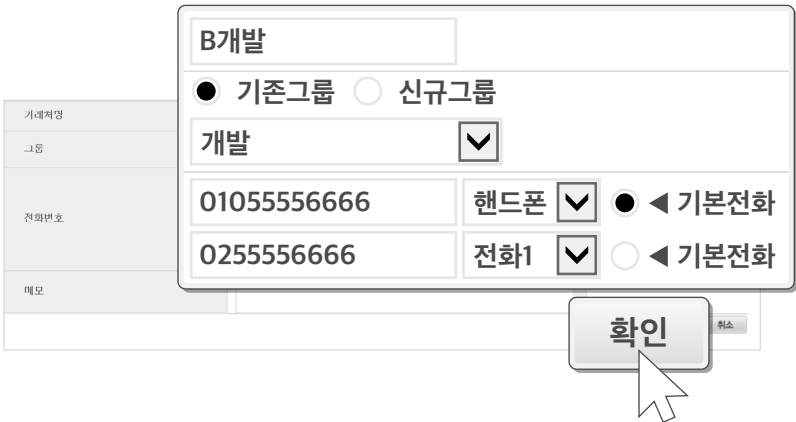 B개발
기존그룹 신규그룹
거래처명
그룹
개발
전화번호
01055556666 핸드폰 ◀ 기본전화
0255556666 전화1 ◀ 기본전화
메모
확인 취소